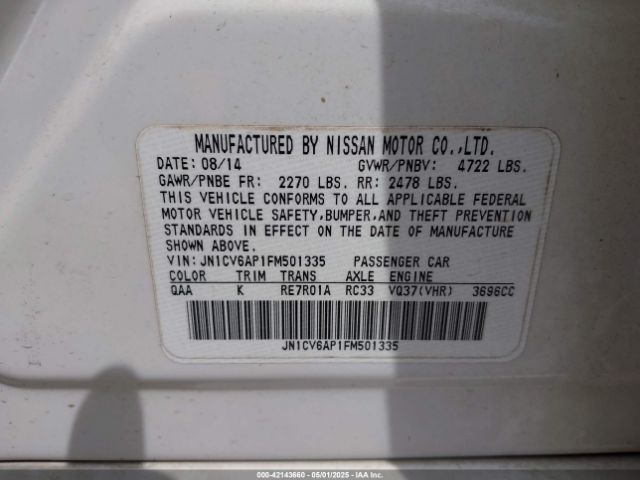 MANUFACTURED BY NISSAN MOTOR CO.,LTD.
DATE: 08/14 GVWR/PNBV: 4722 LBS.
GAWR/PNBE FR: 2270 LBS. RR: 2478 LBS.
THIS VEHICLE CONFORMS TO ALL APPLICABLE FEDERAL
MOTOR VEHICLE SAFETY,BUMPER,AND THEFT PREVENTION
STANDARDS IN EFFECT ON THE DATE OF MANUFACTURE
SHOWN ABOVE.
VIN: JN1CV6AP1FM501335 PASSENGER CAR
COLOR TRIM TRANS AXLE ENGINE
QAA K RE7R01A RC33 VQ37(VHR) 3696CC
JN1CV6AP1FM501335
000-42143660 - 05/01/2025 - IAA Inc.